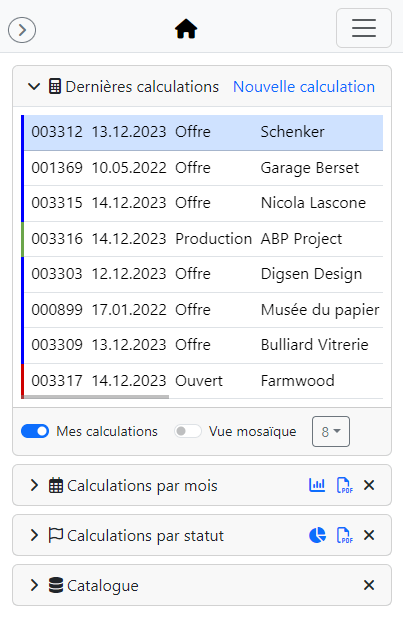 Dernières calculations Nouvelle calculation
003312 13.12.2023 Offre Schenker
001369 10.05.2022 Offre Garage Berset
003315 14.12.2023 Offre Nicola Lascone
003316 14.12.2023 Production ABP Project
003303 12.12.2023 Offre Digsen Design
000899 17.01.2022 Offre Musée du papier
003309 13.12.2023 Offre Bulliard Vitrerie
003317 14.12.2023 Ouvert Farmwood
Mes calculations Vue mosaïque 8
Calculations par mois PDF
Calculations par statut PDF
Catalogue